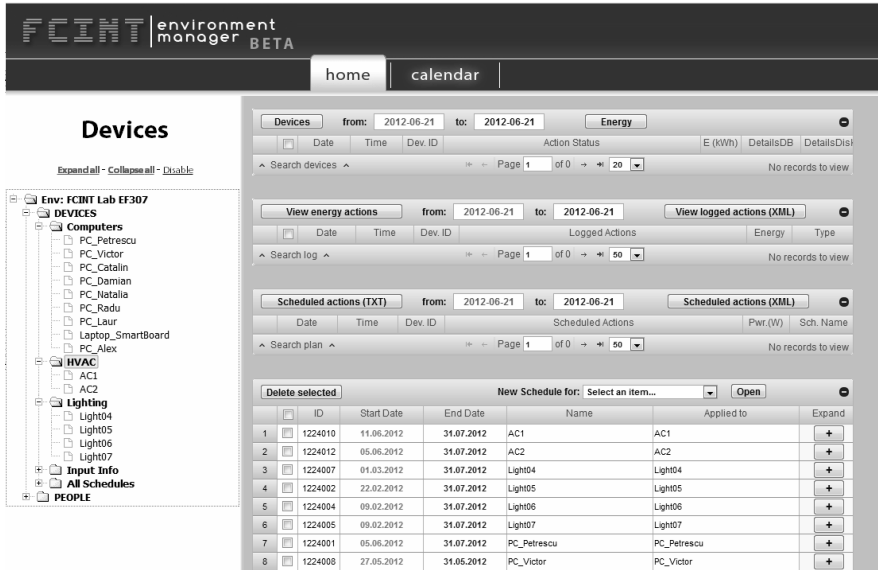 FCINT environment
manager BETA
home calendar
Devices
Expand all - Collapse all - Disable
Env: FCINT Lab EF307
DEVICES
Computers
PC_Petrescu
PC_Victor
PC_Catalin
PC_Damian
PC_Natalia
PC_Radu
PC_Laur
Laptop_SmartBoard
PC_Alex
HVAC
AC1
AC2
Lighting
Light04
Light05
Light06
Light07
Input Info
All Schedules
PEOPLE
Devices from: 2012-06-21 to: 2012-06-21 Energy
Date Time Dev. ID Action Status E (kWh) DetailsDB DetailsDisk
Search devices Page 1 of 0 20 No records to view
View energy actions from: 2012-06-21 to: 2012-06-21 View logged actions (XML)
Date Time Dev. ID Logged Actions Energy Type
Search log Page 1 of 0 50 No records to view
Scheduled actions (TXT) from: 2012-06-21 to: 2012-06-21 Scheduled actions (XML)
Date Time Dev. ID Scheduled Actions Pwr.(W) Sch. Name
Search plan Page 1 of 0 50 No records to view
Delete selected New Schedule for: Select an item... Open
ID Start Date End Date Name Applied to Expand
1 1224010 11.06.2012 31.07.2012 AC1 AC1 +
2 1224012 05.06.2012 31.07.2012 AC2 AC2 +
3 1224007 01.03.2012 31.07.2012 Light04 Light04 +
4 1224002 22.02.2012 31.07.2012 Light05 Light05 +
5 1224004 09.02.2012 31.07.2012 Light06 Light06 +
6 1224005 09.02.2012 31.07.2012 Light07 Light07 +
7 1224001 05.06.2012 31.07.2012 PC_Petrescu PC_Petrescu +
8 1224008 27.05.2012 31.05.2012 PC_Victor PC_Victor +